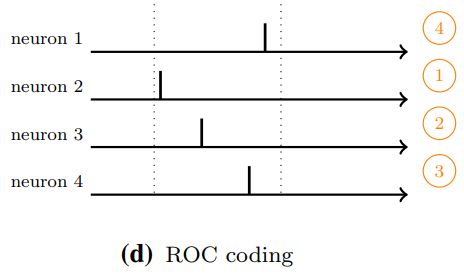 neuron 1 4
neuron 2 1
neuron 3 2
neuron 4 3
(d) ROC coding